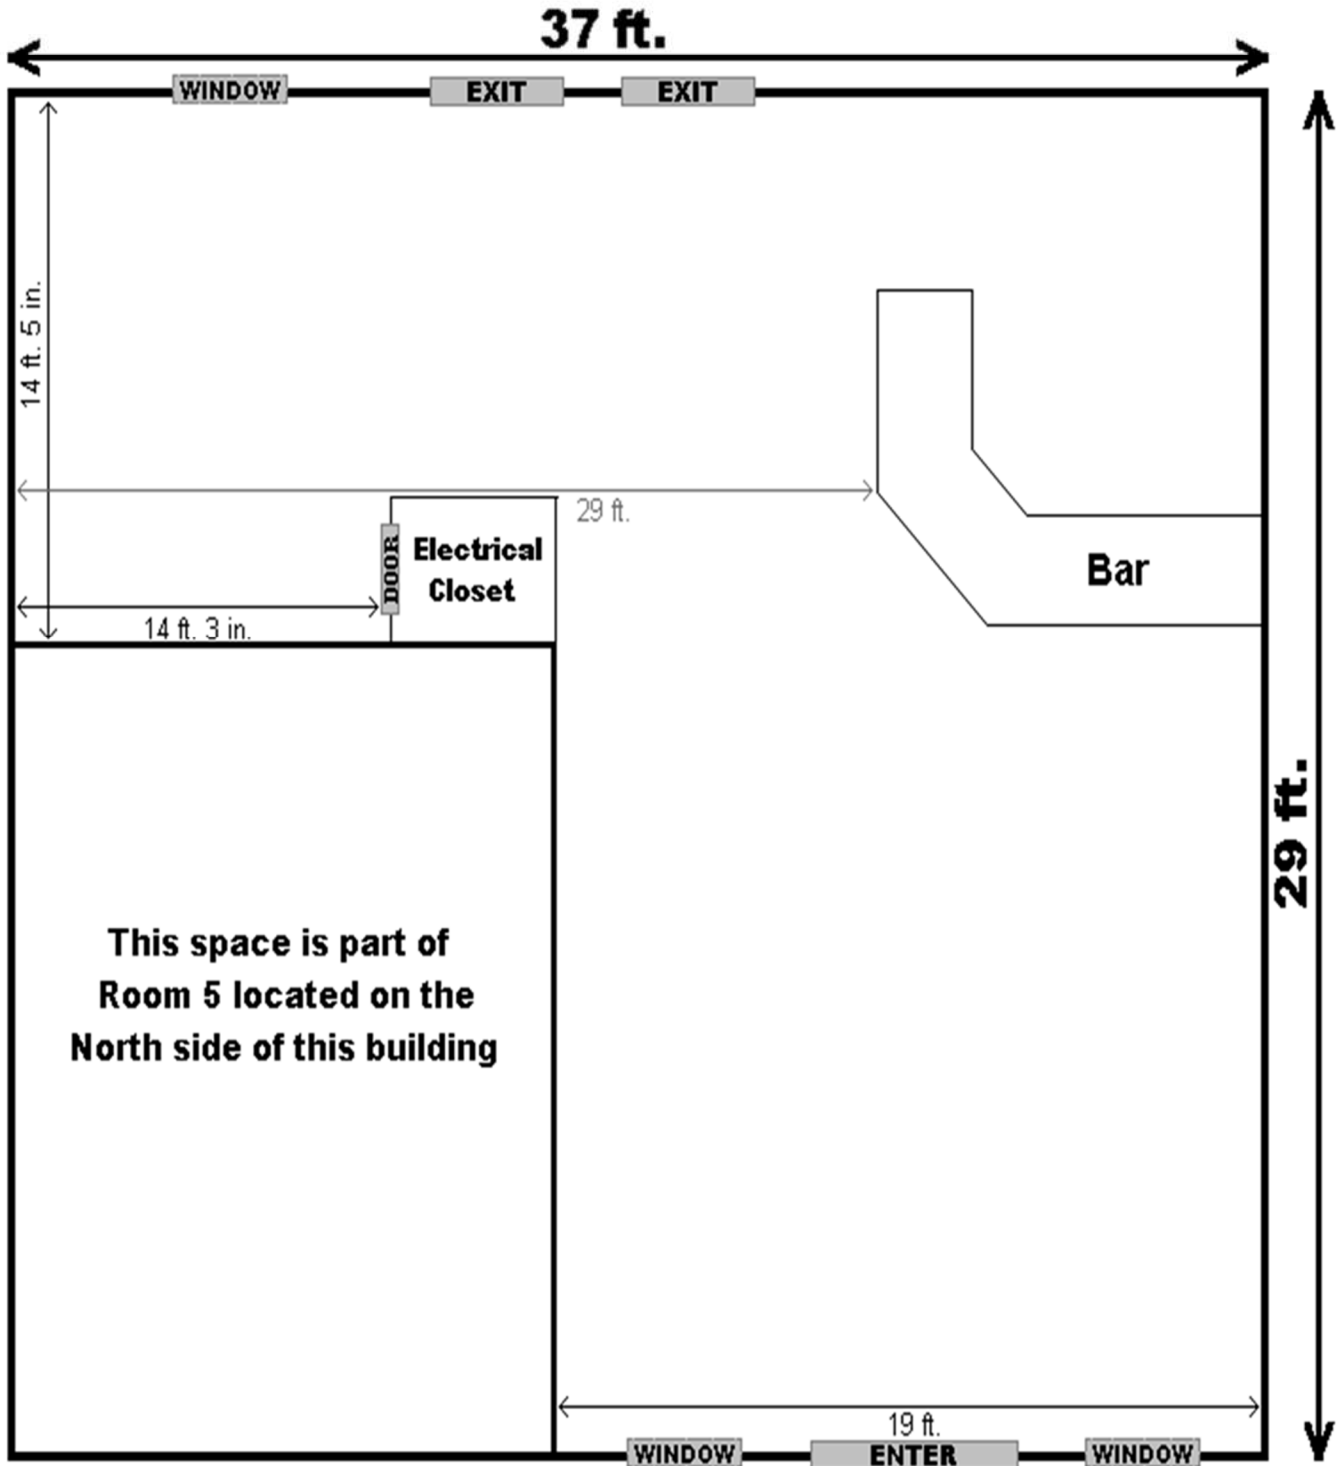 37 ft.
WINDOW
EXIT
EXIT
14 ft. 5 in.
29 ft.
DOOR
Electrical
Closet
Bar
14 ft. 3 in.
29 ft.
This space is part of
Room 5 located on the
North side of this building
19 ft.
WINDOW
ENTER
WINDOW